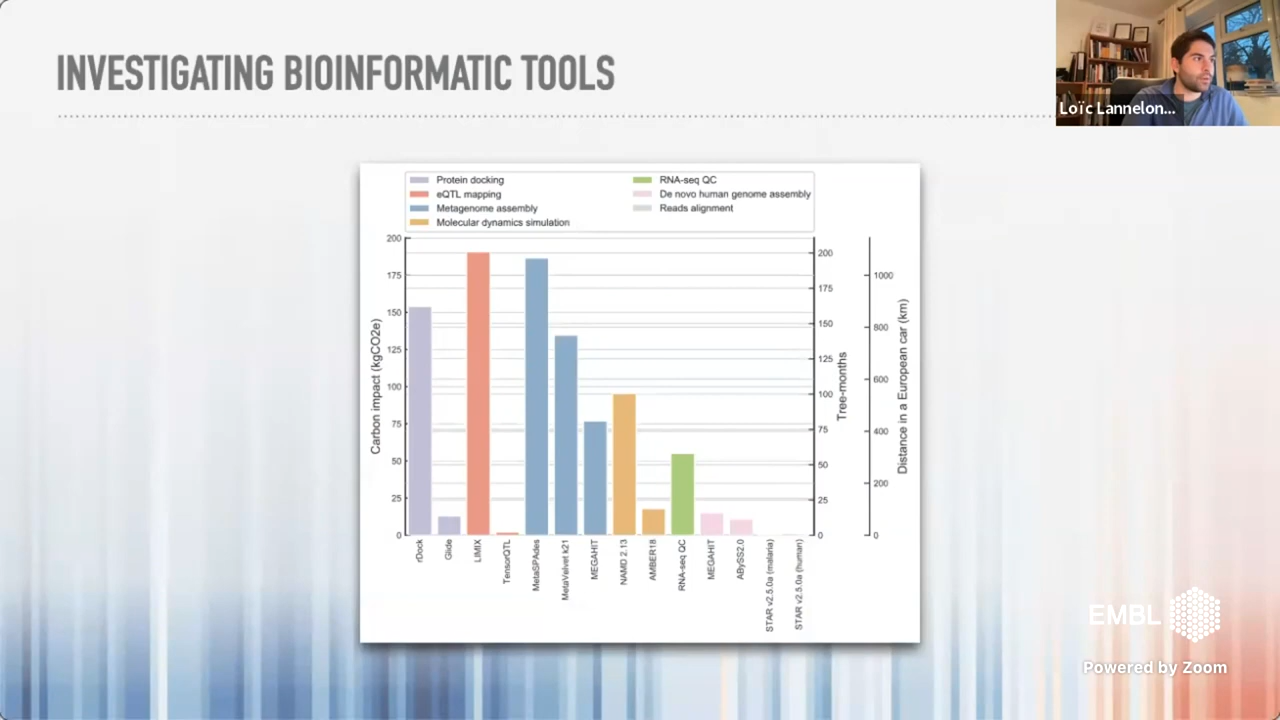 INVESTIGATING BIOINFORMATIC TOOLS
Loïc Lannelon...
Protein docking
eQTL mapping
Metagenome assembly
Molecular dynamics simulation
RNA-seq QC
De novo human genome assembly
Reads alignment
Carbon impact (kgCO2e)
200
175
150
125
100
75
50
25
0
200
175
150
125
100
75
50
25
0
Tree-months
1000
800
600
400
200
0
Distance in a European car (km)
rDock
Glide
LIMIX
TensorQTL
MetaSPAdes
MetaVelvet k21
MEGAHIT
NAMD 2.13
AMBER18
RNA-seq QC
MEGAHIT
ABySS2.0
STAR v2.5.0a (malaria)
STAR v2.5.0a (human)
EMBL
Powered by Zoom